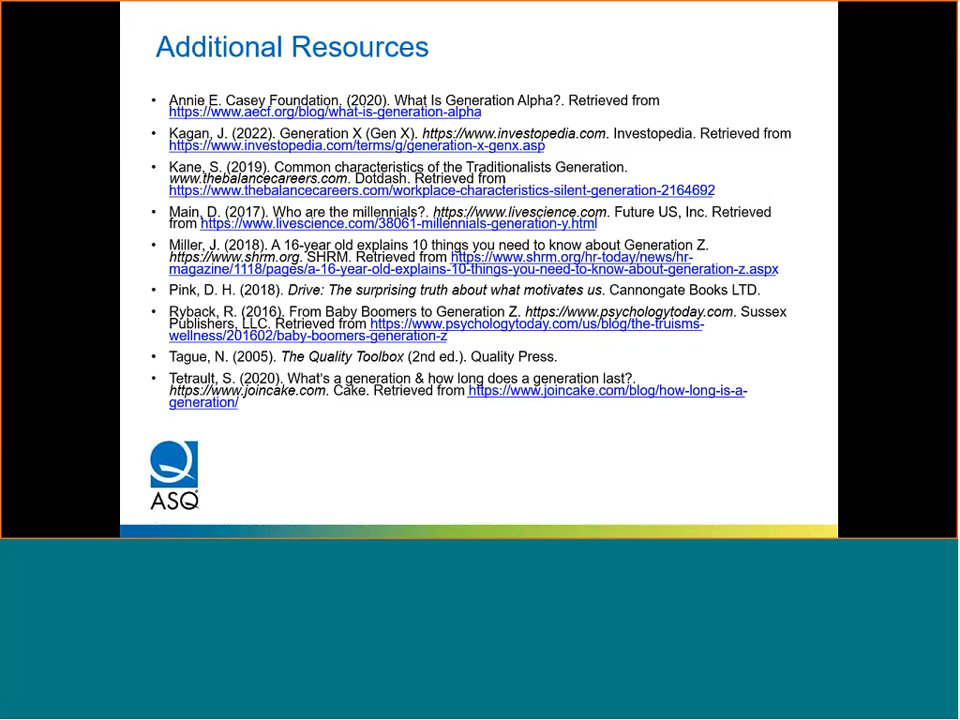 Additional Resources
• Annie E. Casey Foundation. (2020). What Is Generation Alpha?. Retrieved from
https://www.aecf.org/blog/what-is-generation-alpha
• Kagan, J. (2022). Generation X (Gen X). https://www.investopedia.com. Investopedia. Retrieved from
https://www.investopedia.com/terms/g/generation-x-genx.asp
• Kane, S. (2019). Common characteristics of the Traditionalists Generation.
www.thebalancecareers.com. Dotdash. Retrieved from
https://www.thebalancecareers.com/workplace-characteristics-silent-generation-2164692
• Main, D. (2017). Who are the millennials?. https://www.livescience.com. Future US, Inc. Retrieved
from https://www.livescience.com/38061-millennials-generation-y.html
• Miller, J. (2018). A 16-year old explains 10 things you need to know about Generation Z.
https://www.shrm.org. SHRM. Retrieved from https://www.shrm.org/hr-today/news/hr-
magazine/1118/pages/a-16-year-old-explains-10-things-you-need-to-know-about-generation-z.aspx
• Pink, D. H. (2018). Drive: The surprising truth about what motivates us. Cannongate Books LTD.
• Ryback, R. (2016). From Baby Boomers to Generation Z. https://www.psychologytoday.com. Sussex
Publishers, LLC. Retrieved from https://www.psychologytoday.com/us/blog/the-truisms-
wellness/201602/baby-boomers-generation-z
• Tague, N. (2005). The Quality Toolbox (2nd ed.). Quality Press.
• Tetrault, S. (2020). What's a generation & how long does a generation last?.
https://www.joincake.com. Cake. Retrieved from https://www.joincake.com/blog/how-long-is-a-
generation/
ASQ